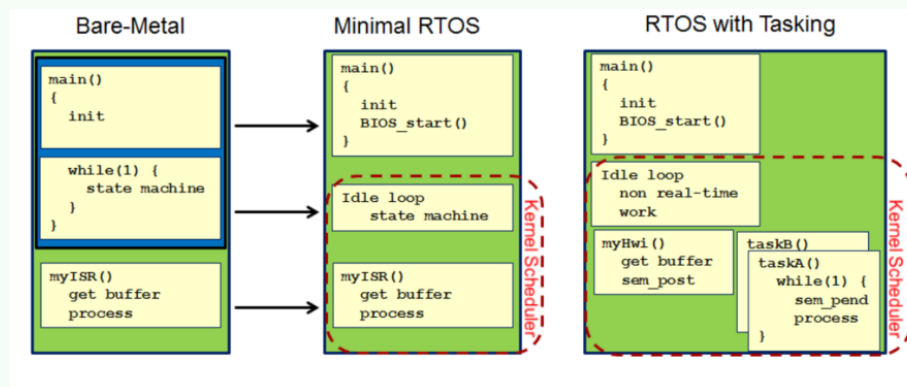 Bare-Metal
main()
{
init
while(1) {
state machine
}
}
myISR()
get buffer
process
Minimal RTOS
main()
{
init
BIOS_start()
}
Idle loop
state machine
myISR()
get buffer
process
Kernel Scheduler
RTOS with Tasking
main()
{
init
BIOS_start()
}
Idle loop
non real-time
work
myHwi()
get buffer
sem_post
taskB()
taskA()
while(1) {
sem_pend
process
}
Kernel Scheduler